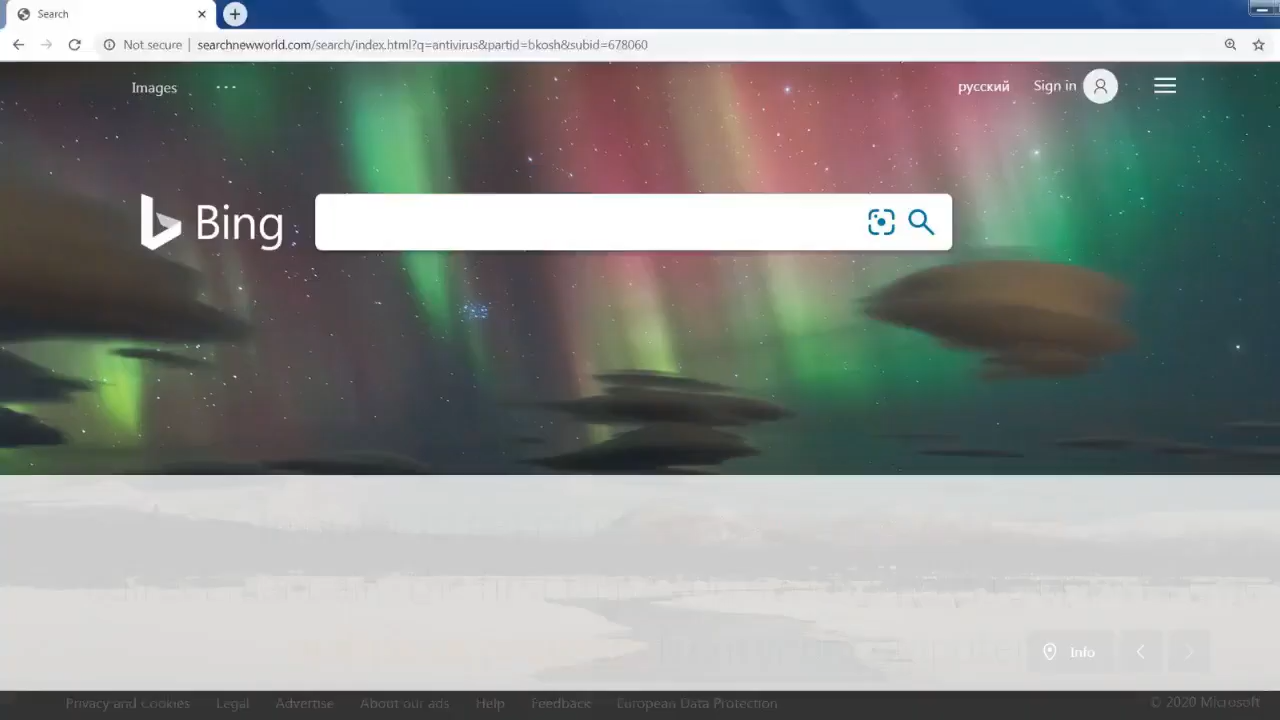 Search
Not secure | searchnewworld.com/search/index.html?q=antivirus&partid=bkosh&subid=678060
Images ... русский Sign in
Bing
Info
Privacy and Cookies Legal Advertise About our ads Help Feedback European Data Protection © 2020 Microsoft